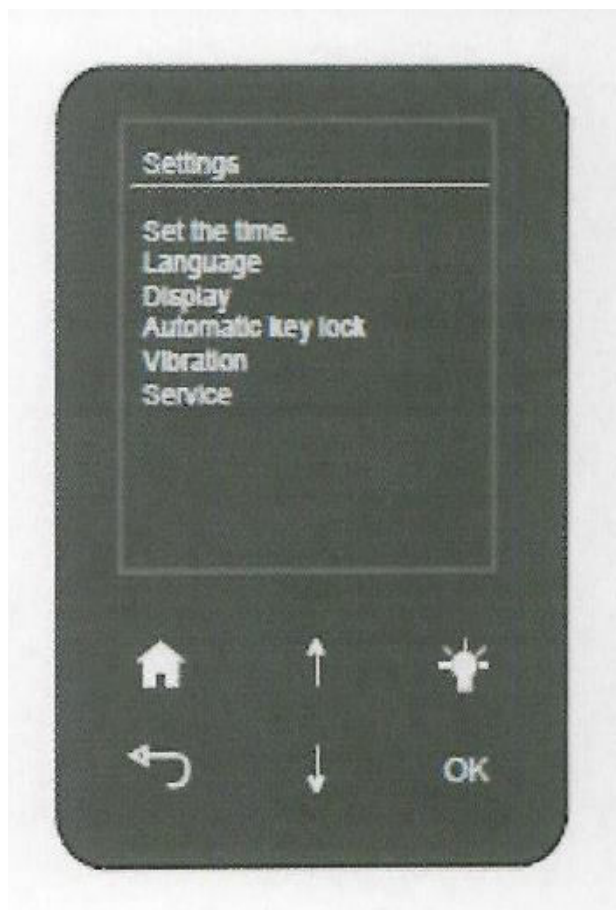 Settings
Set the time.
Language
Display
Automatic key lock
Vibration
Service
OK